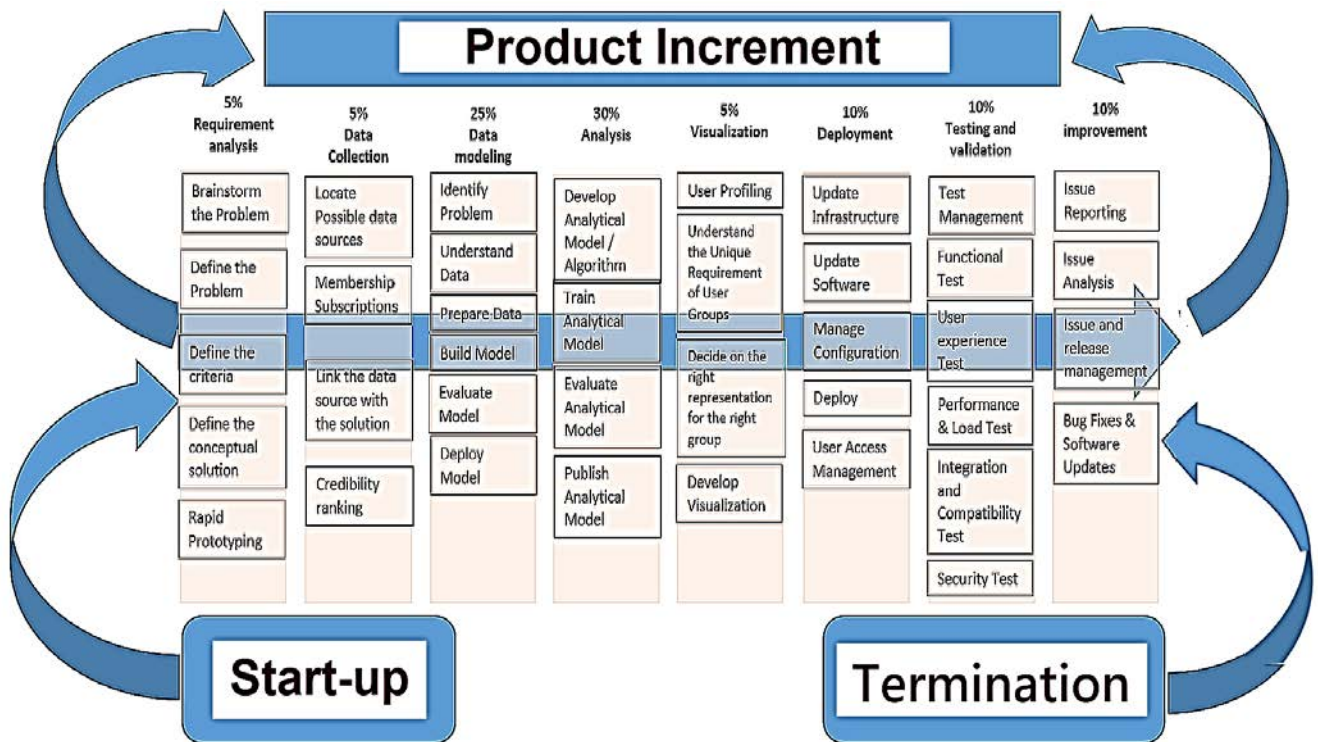 Product Increment
5%
Requirement
analysis
Brainstorm
the Problem
Define the
Problem
Define the
criteria
Define the
conceptual
solution
Rapid
Prototyping
5%
Data
Collection
Locate
Possible data
sources
Membership
Subscriptions
Link the data
source with
the solution
Credibility
ranking
25%
Data
modeling
Identify
Problem
Understand
Data
Prepare Data
Build Model
Evaluate
Model
Deploy
Model
30%
Analysis
Develop
Analytical
Model /
Algorithm
Train
Analytical
Model
Evaluate
Analytical
Model
Publish
Analytical
Model
5%
Visualization
User Profiling
Understand
the Unique
Requirement
of User
Groups
Decide on the
right
representation
for the right
group
Develop
Visualization
10%
Deployment
Update
Infrastructure
Update
Software
Manage
Configuration
Deploy
User Access
Management
10%
Testing and
validation
Test
Management
Functional
Test
User
experience
Test
Performance
& Load Test
Integration
and
Compatibility
Test
Security Test
10%
improvement
Issue
Reporting
Issue
Analysis
Issue and
release
management
Bug Fixes &
Software
Updates
Start-up
Termination